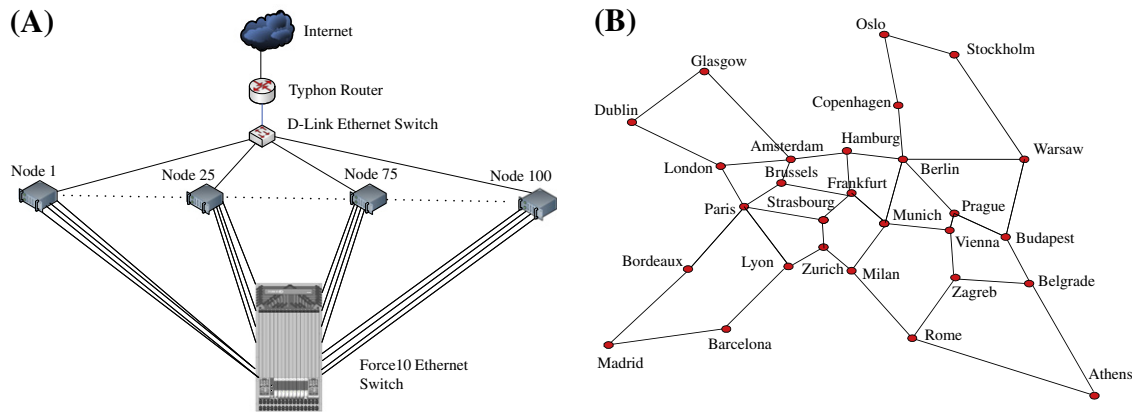 (A)
Internet
Typhon Router
D-Link Ethernet Switch
Node 1
Node 25
Node 75
Node 100
Force10 Ethernet
Switch
(B)
Oslo
Stockholm
Glasgow
Copenhagen
Dublin
Hamburg
Amsterdam
London
Berlin
Warsaw
Brussels
Frankfurt
Strasbourg
Paris
Munich
Prague
Vienna
Budapest
Bordeaux
Lyon
Zurich
Milan
Zagreb
Belgrade
Rome
Barcelona
Madrid
Athens